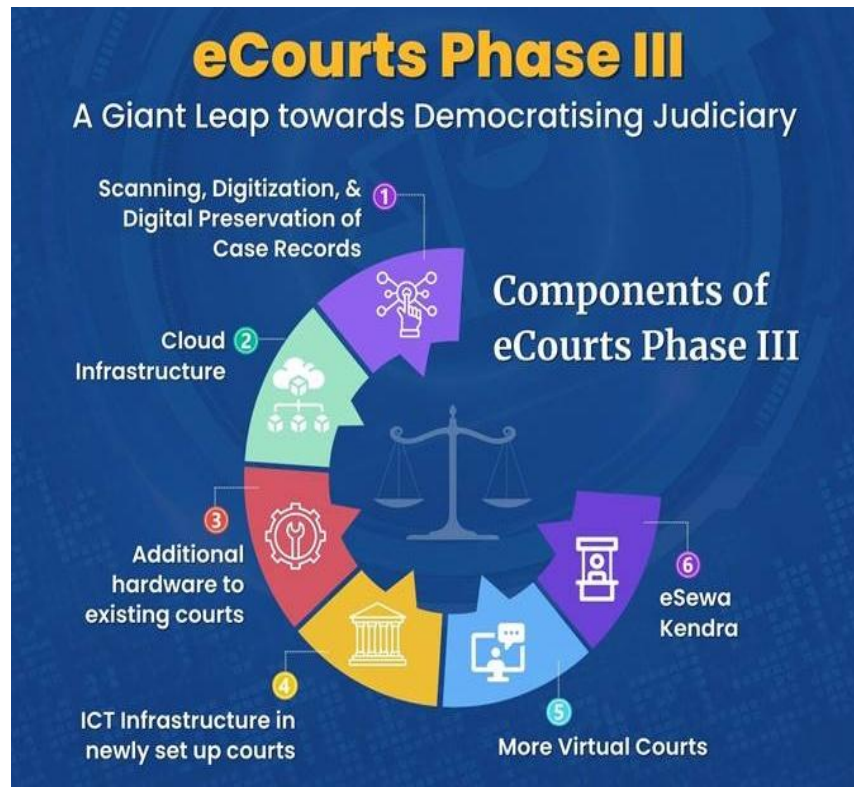 eCourts Phase III
A Giant Leap towards Democratising Judiciary
Scanning, Digitization, &
Digital Preservation of
Case Records
1
Components of
eCourts Phase III
Cloud
Infrastructure
2
3
Additional
hardware to
existing courts
4
ICT Infrastructure in
newly set up courts
5
More Virtual Courts
6
eSewa
Kendra